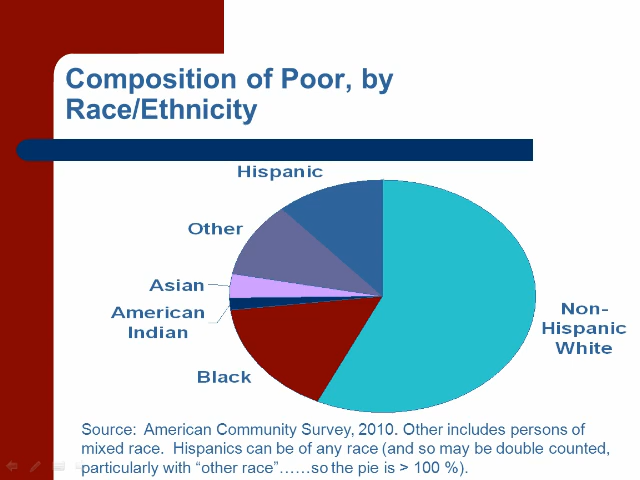 Composition of Poor, by
Race/Ethnicity
Hispanic
Other
Asian
American
Indian
Black
Non-
Hispanic
White
Source:  American Community Survey, 2010. Other includes persons of
mixed race.  Hispanics can be of any race (and so may be double counted,
particularly with “other race”……so the pie is > 100 %).